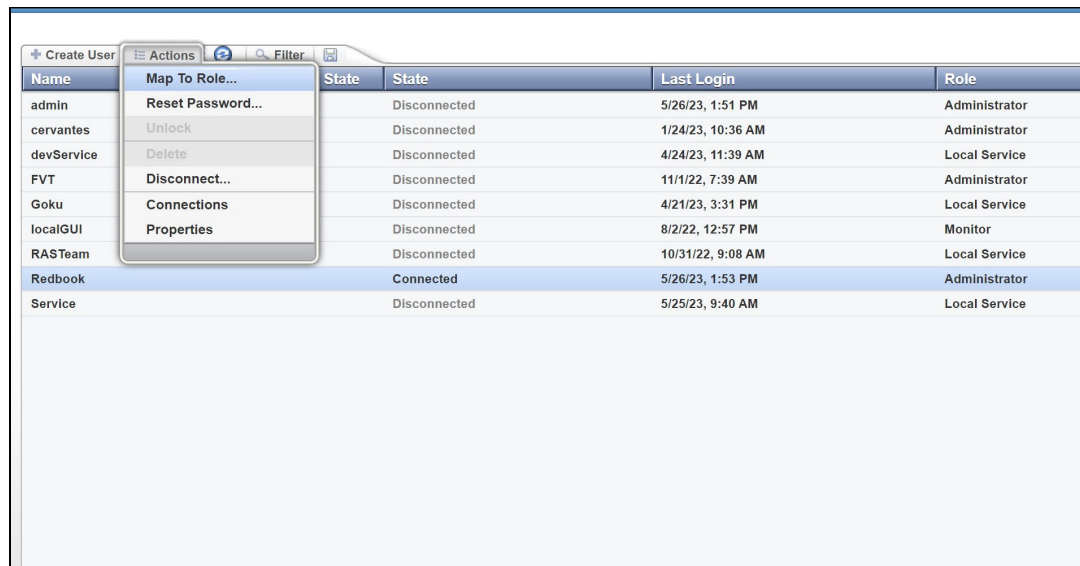 Create User Actions Filter
Name State State Last Login Role
Map To Role...
Reset Password...
Unlock
Delete
Disconnect...
Connections
Properties
admin Disconnected 5/26/23, 1:51 PM Administrator
cervantes Disconnected 1/24/23, 10:36 AM Administrator
devService Disconnected 4/24/23, 11:39 AM Local Service
FVT Disconnected 11/1/22, 7:39 AM Administrator
Goku Disconnected 4/21/23, 3:31 PM Local Service
localGUI Disconnected 8/2/22, 12:57 PM Monitor
RASTeam Disconnected 10/31/22, 9:08 AM Local Service
Redbook Connected 5/26/23, 1:53 PM Administrator
Service Disconnected 5/25/23, 9:40 AM Local Service